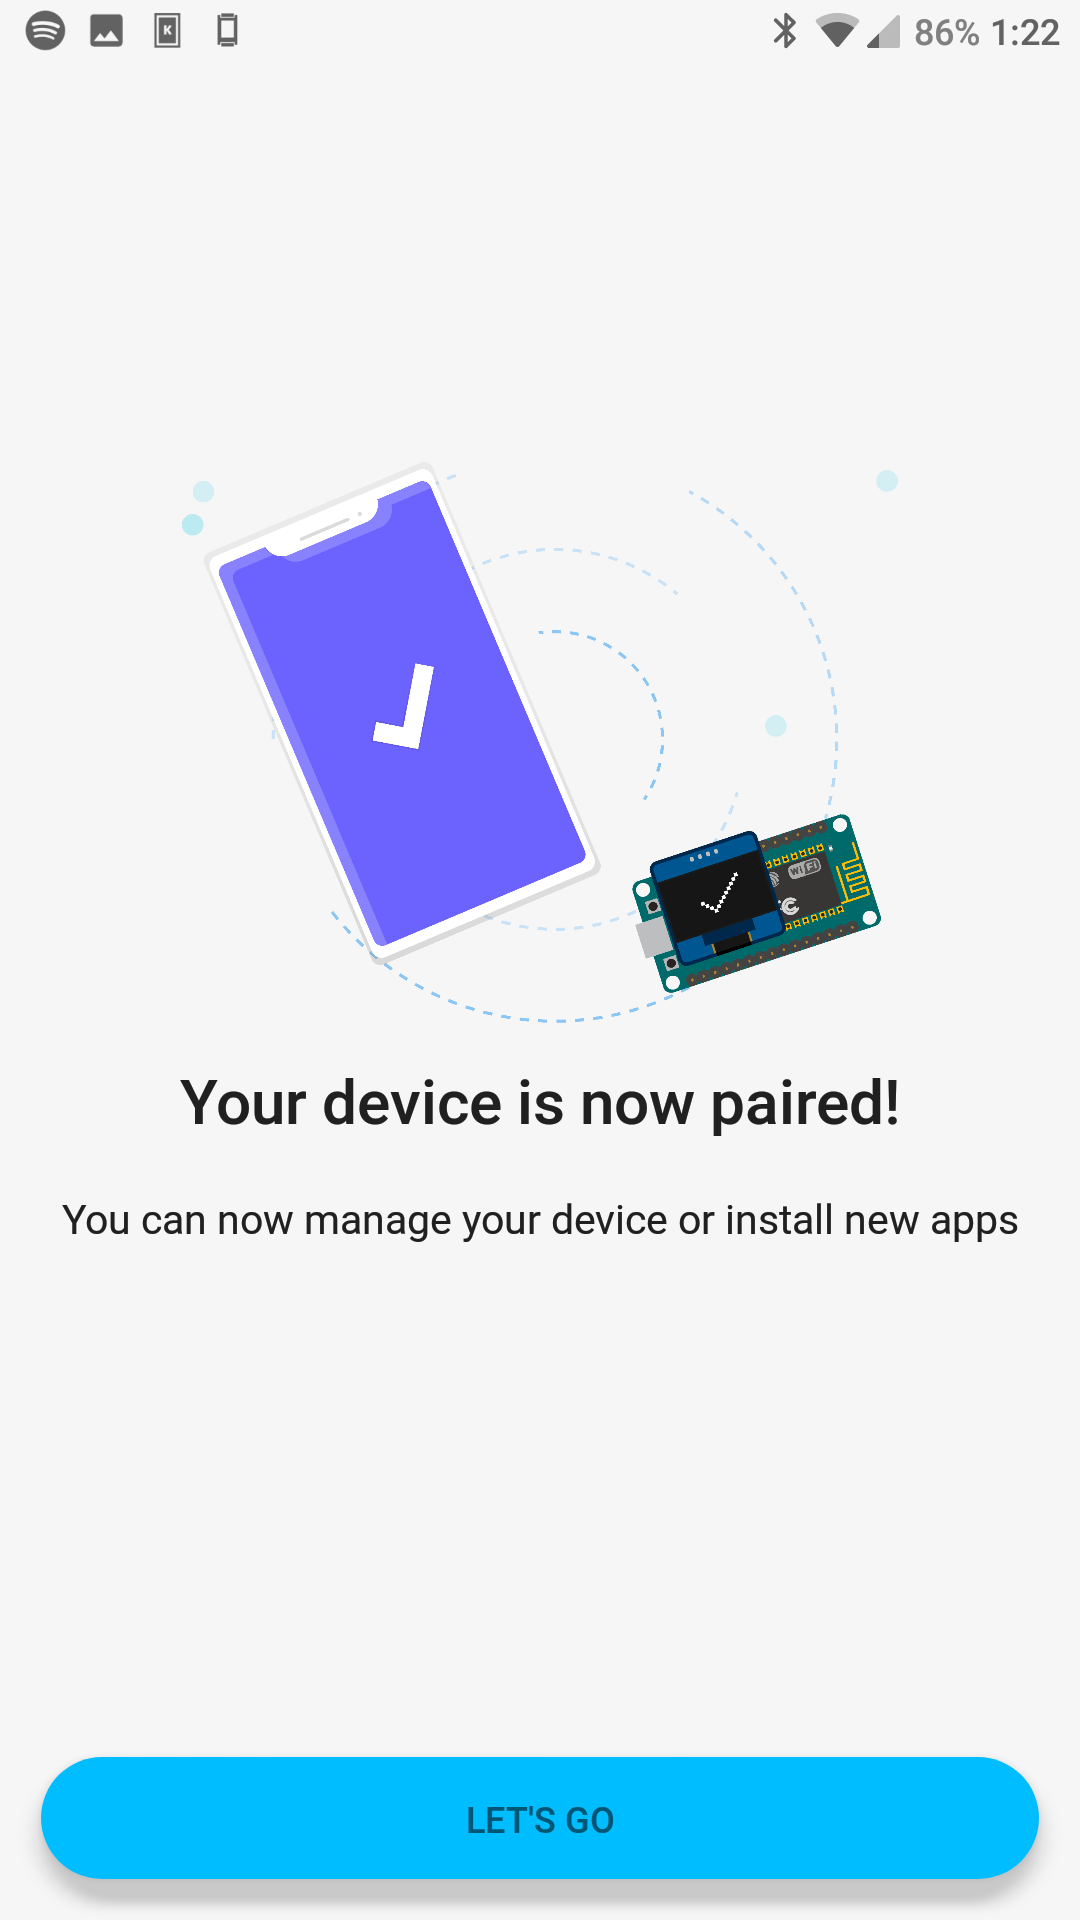 86% 1:22
K
WiFi
Your device is now paired!
You can now manage your device or install new apps
LET'S GO